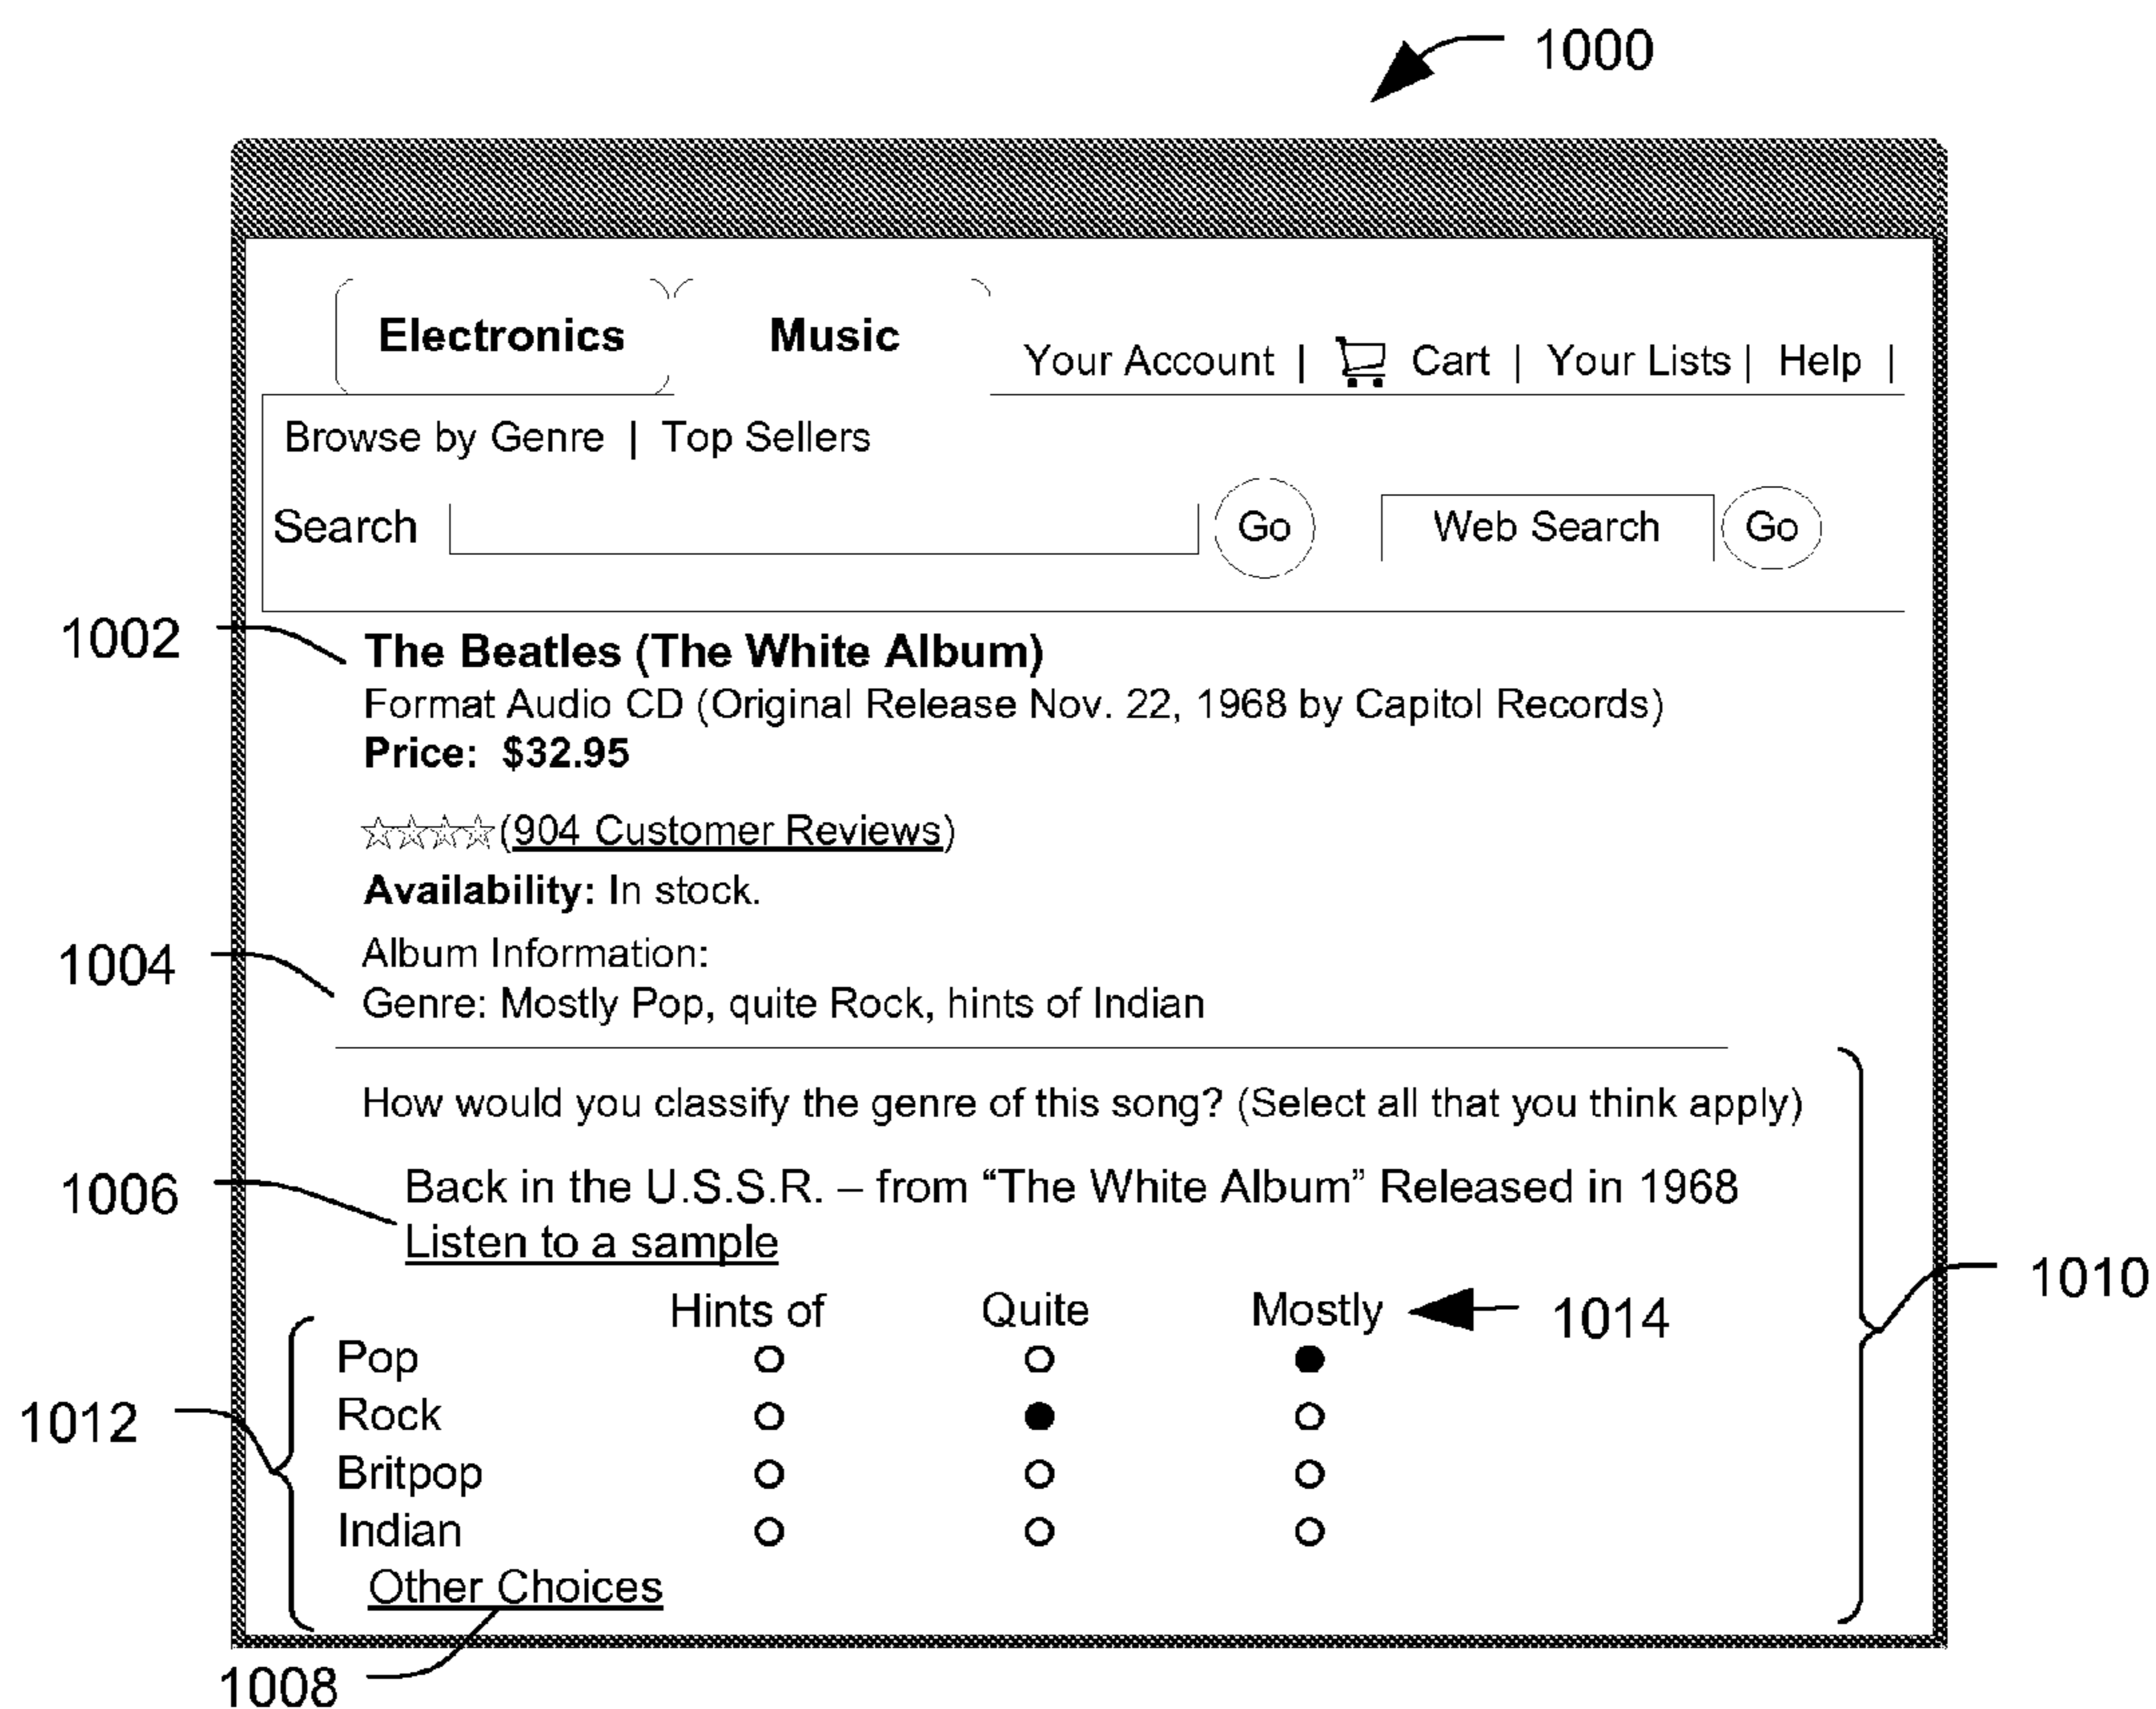 1000
Electronics Music
Your Account | Cart | Your Lists | Help |
Browse by Genre | Top Sellers
Search Go Web Search Go
1002
The Beatles (The White Album)
Format Audio CD (Original Release Nov. 22, 1968 by Capitol Records)
Price: $32.95
(904 Customer Reviews)
Availability: In stock.
1004
Album Information:
Genre: Mostly Pop, quite Rock, hints of Indian
How would you classify the genre of this song? (Select all that you think apply)
1006
Back in the U.S.S.R. – from “The White Album” Released in 1968
Listen to a sample
1010
Hints of Quite Mostly 1014
Pop
1012
Rock
Britpop
Indian
Other Choices
1008